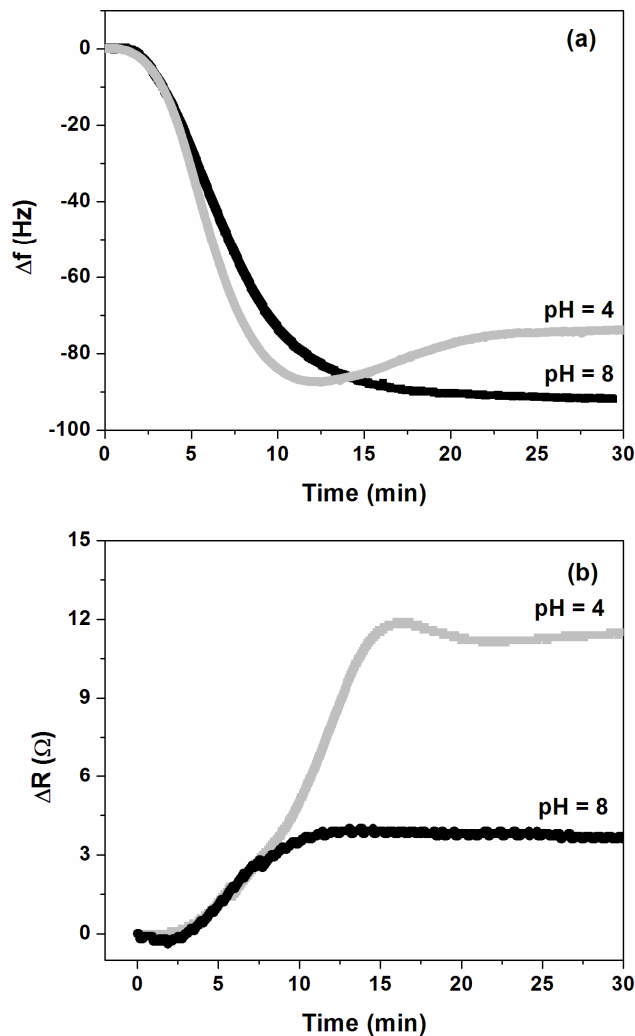 (a)
0
-20
-40
-60
-80
-100
Δf (Hz)
pH = 4
pH = 8
0 5 10 15 20 25 30
Time (min)
(b)
15
12
9
6
3
0
ΔR (Ω)
pH = 4
pH = 8
0 5 10 15 20 25 30
Time (min)